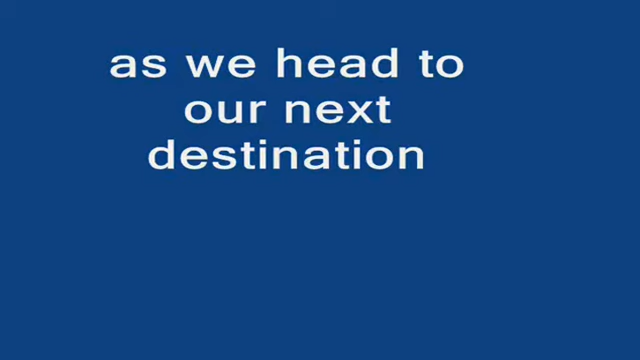 as we head to
our next
destination